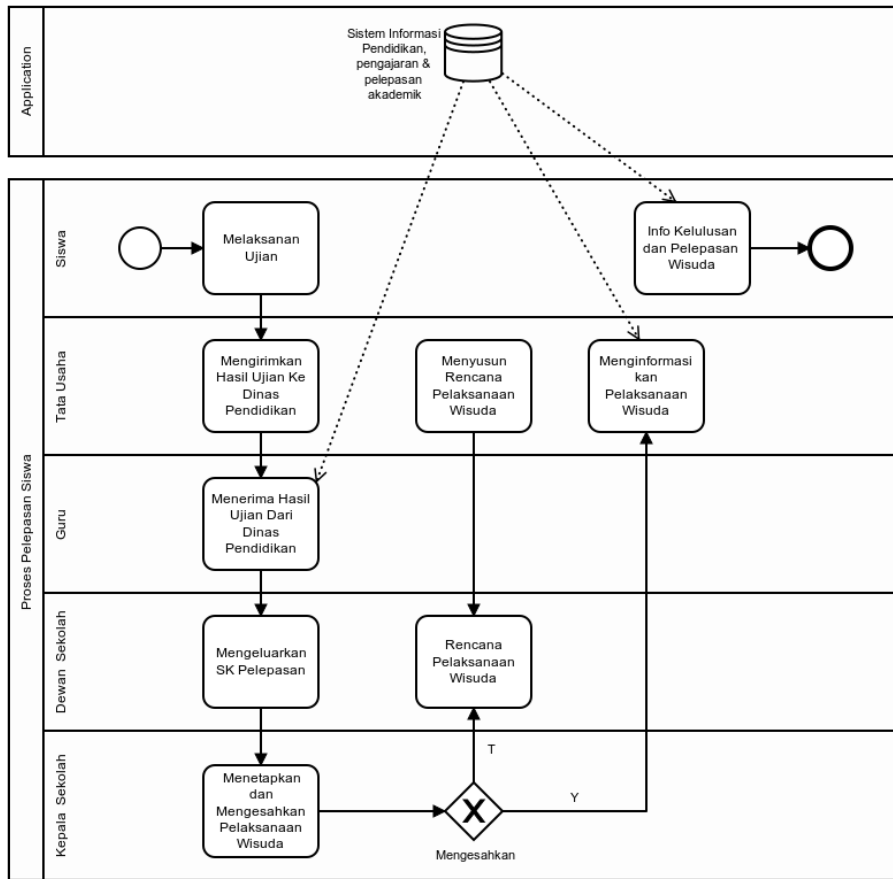 Application
Sistem Informasi
Pendidikan,
pengajaran &
pelepasan
akademik
Proses Pelepasan Siswa
Siswa
Melaksanan
Ujian
Info Kelulusan
dan Pelepasan
Wisuda
Tata Usaha
Mengirimkan
Hasil Ujian Ke
Dinas
Pendidikan
Menyusun
Rencana
Pelaksanaan
Wisuda
Menginformasi
kan
Pelaksanaan
Wisuda
Guru
Menerima Hasil
Ujian Dari
Dinas
Pendidikan
Dewan Sekolah
Mengeluarkan
SK Pelepasan
Rencana
Pelaksanaan
Wisuda
Kepala Sekolah
Menetapkan
dan
Mengesahkan
Pelaksanaan
Wisuda
T
Y
X
Mengesahkan